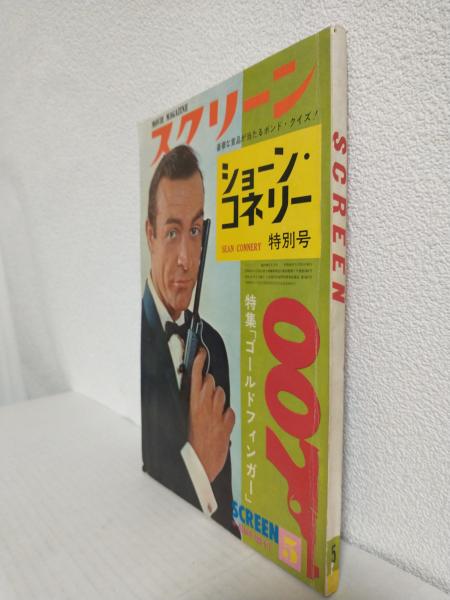 MOVIE MAGAZINE
スクリーン
豪華な賞品が当たるボンド・クイズ!
ショーン・
コネリー
SEAN CONNERY 特別号
007
特集「ゴールドフィンガー」
SCREEN
5
SCREEN
5